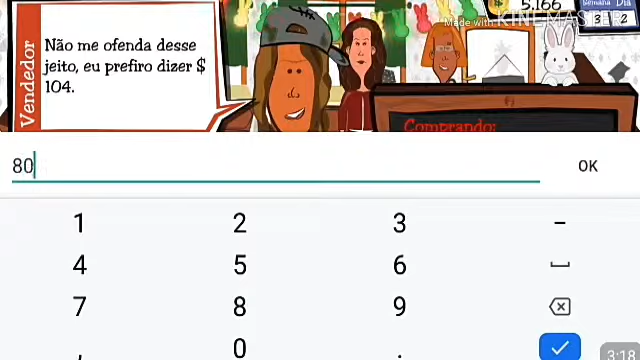 Vendedor
Não me ofenda desse
jeito, eu prefiro dizer $
104.
Made with KINEMASTER
$ 5.166
Semana Dia
3 2
Comprando:
80
OK
1 2 3 -
4 5 6
7 8 9
, 0 .
3:18